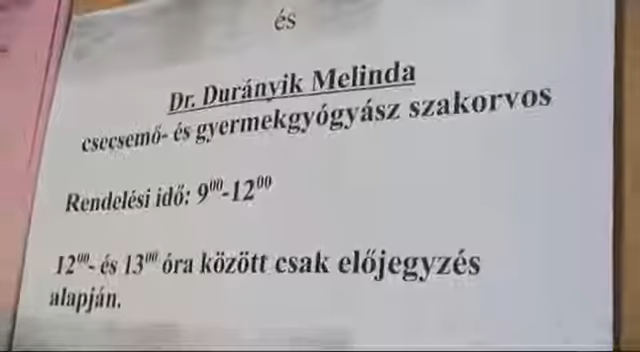 és
Dr. Durányik Melinda
csecsemő- és gyermekgyógyász szakorvos
Rendelési idő: 9⁰⁰-12⁰⁰
12⁰⁰- és 13⁰⁰ óra között csak előjegyzés
alapján.